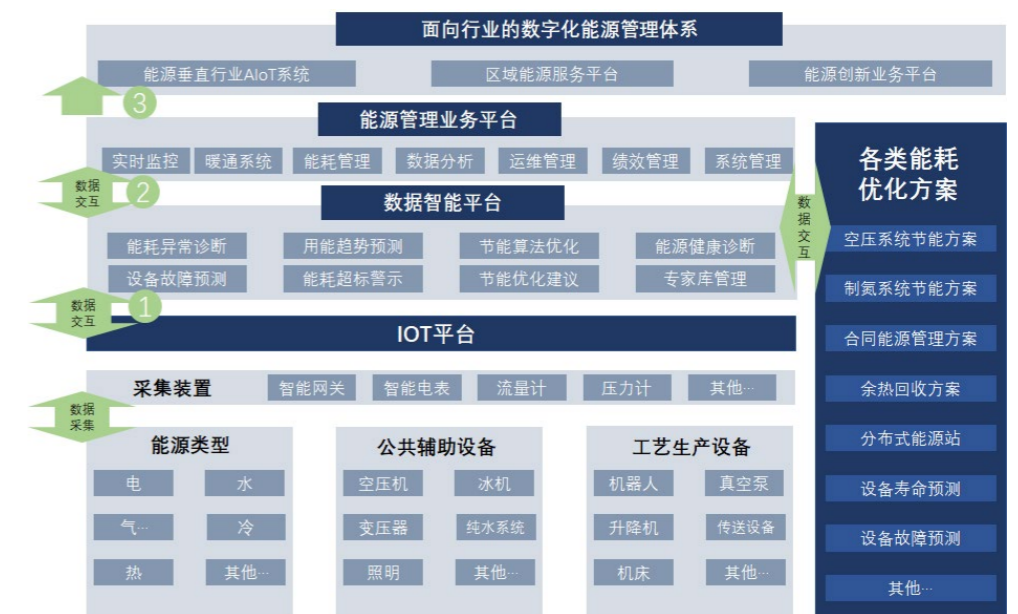 面向行业的数字化能源管理体系
能源垂直行业AIoT系统
区域能源服务平台
能源创新业务平台
3
能源管理业务平台
实时监控
暖通系统
能耗管理
数据分析
运维管理
绩效管理
系统管理
数据
交互
2
数据智能平台
能耗异常诊断
用能趋势预测
节能算法优化
能源健康诊断
设备故障预测
能耗超标警示
节能优化建议
专家库管理
数据
交互
1
IOT平台
采集装置
智能网关
智能电表
流量计
压力计
其他…
数据
采集
能源类型
电
水
气…
冷
热
其他…
公共辅助设备
空压机
冰机
变压器
纯水系统
照明
其他…
工艺生产设备
机器人
真空泵
升降机
传送设备
机床
其他…
数
据
交
互
各类能耗
优化方案
空压系统节能方案
制氮系统节能方案
合同能源管理方案
余热回收方案
分布式能源站
设备寿命预测
设备故障预测
其他…